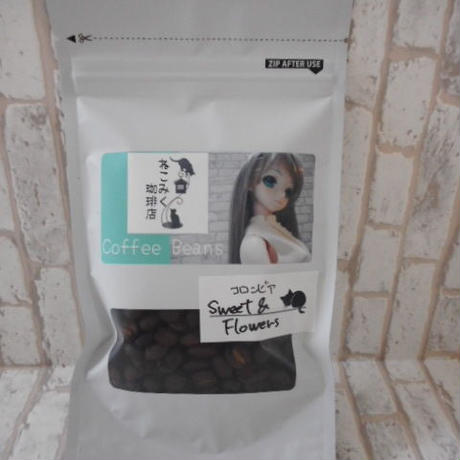 ZIP AFTER USE
ねこみく
珈琲店
Coffee Beans
コロンビア
Sweet &
Flowers